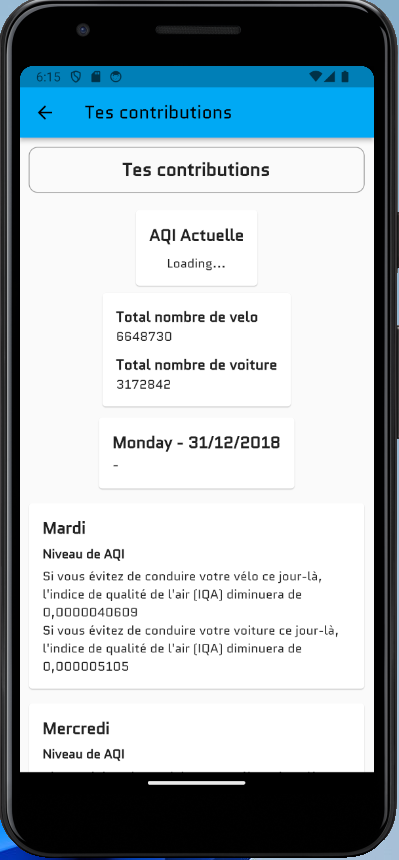 6:15
Tes contributions
Tes contributions
AQI Actuelle
Loading...
Total nombre de velo
6648730
Total nombre de voiture
3172842
Monday - 31/12/2018
-
Mardi
Niveau de AQI
Si vous évitez de conduire votre vélo ce jour-là,
l'indice de qualité de l'air (IQA) diminuera de
0,0000040609
Si vous évitez de conduire votre voiture ce jour-là,
l'indice de qualité de l'air (IQA) diminuera de
0,000005105
Mercredi
Niveau de AQI